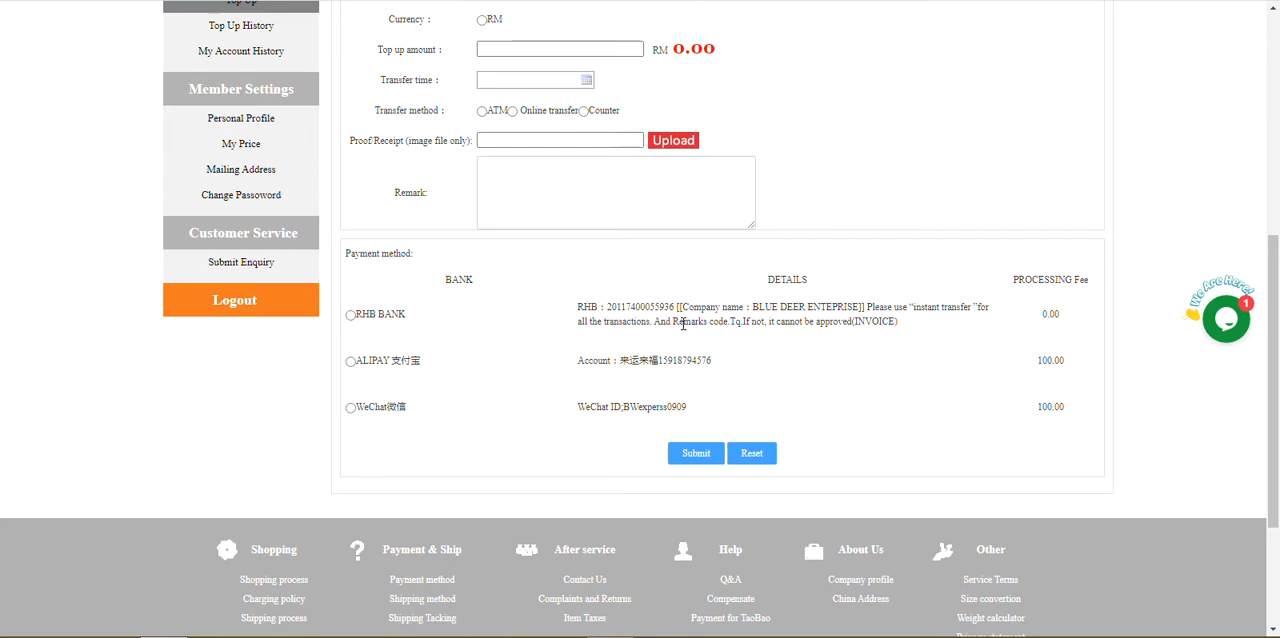 Top Up
Top Up History
My Account History
Member Settings
Personal Profile
My Price
Mailing Address
Change Passoword
Customer Service
Submit Enquiry
Logout
Currency : RM
Top up amount : RM 0.00
Transfer time :
Transfer method : ATM Online transfer Counter
Proof/Receipt (image file only): Upload
Remark:
Payment method:
BANK DETAILS PROCESSING Fee
RHB BANK RHB : 20117400055936 [[Company name : BLUE DEER ENTEPRISE]] Please use “instant transfer ”for 0.00
all the transactions. And Remarks code.Tq.If not, it cannot be approved(INVOICE)
ALIPAY 支付宝 Account : 来运来福15918794576 100.00
WeChat微信 WeChat ID;BWexperss0909 100.00
Submit Reset
We Are Here!
1
Shopping Payment & Ship After service Help About Us Other
Shopping process Payment method Contact Us Q&A Company profile Service Terms
Charging policy Shipping method Complaints and Returns Compensate China Address Size convertion
Shipping process Shipping Tacking Item Taxes Payment for TaoBao Weight calculator